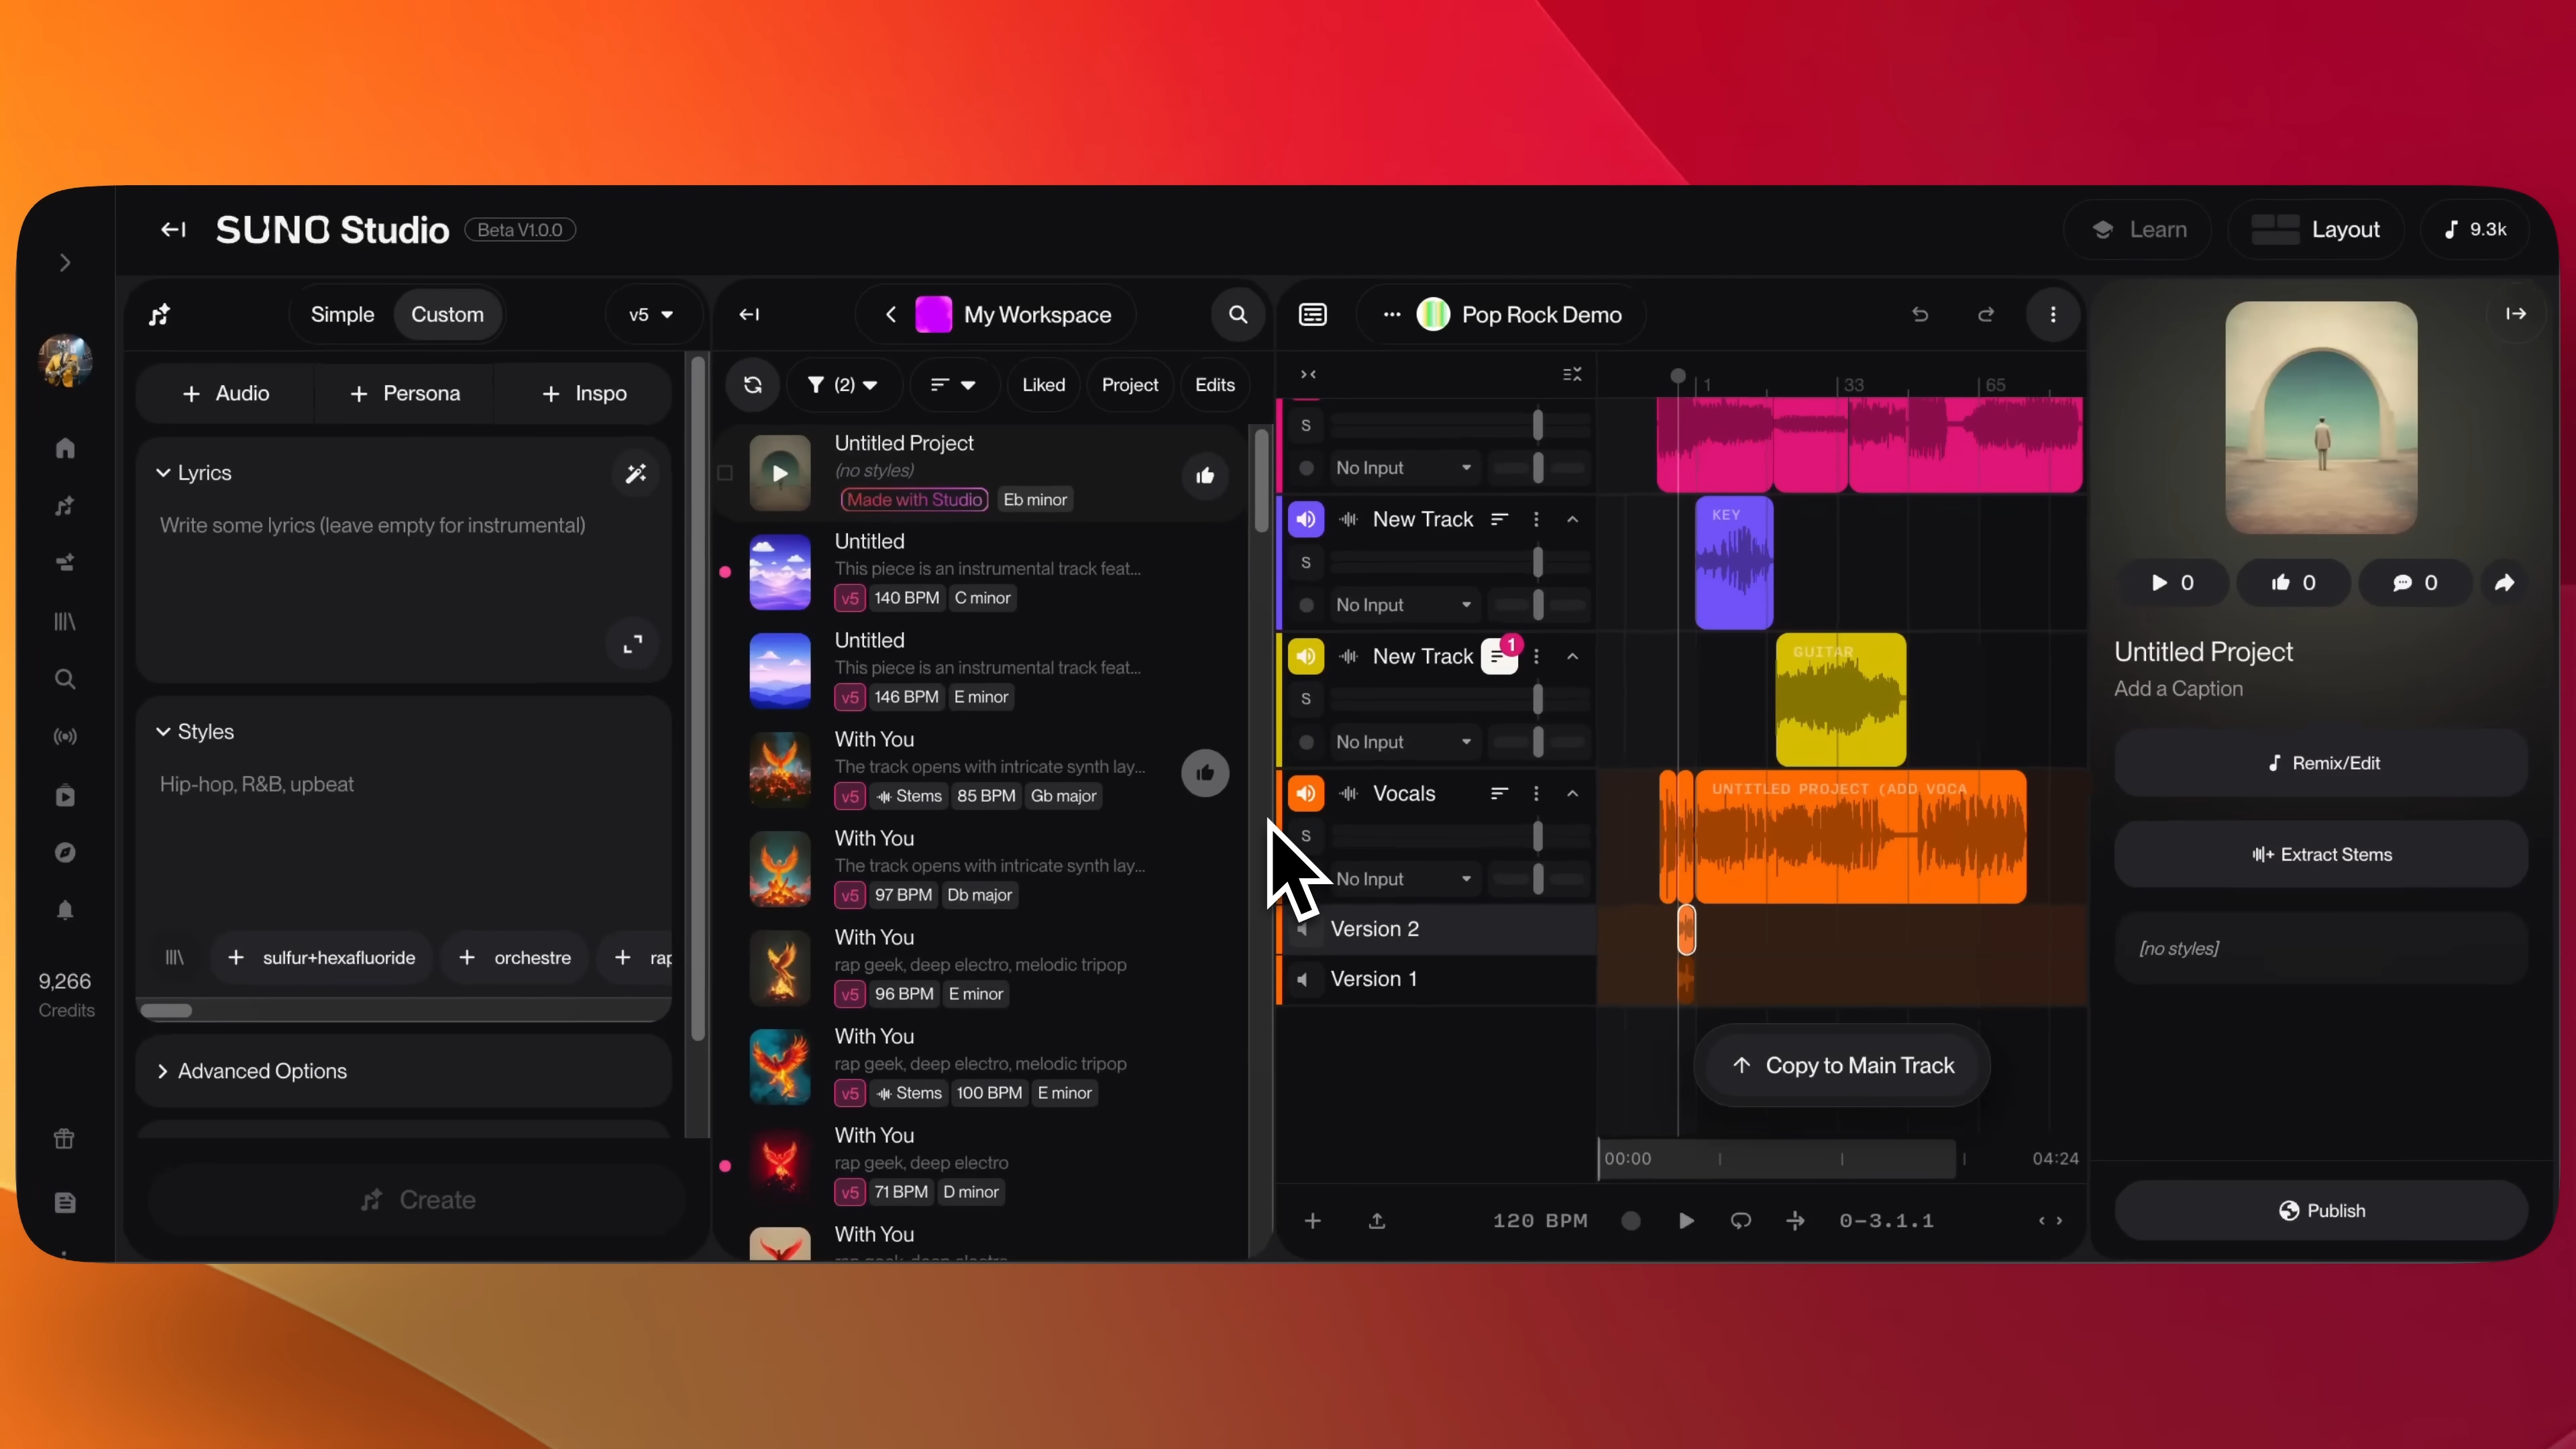 SUNO Studio Beta V1.0.0
Learn
Layout
9.3k
9,266
Credits
Simple
Custom
v5
Audio
Persona
Inspo
Lyrics
Write some lyrics (leave empty for instrumental)
Styles
Hip-hop, R&B, upbeat
sulfur+hexafluoride
orchestre
rap
Advanced Options
Create
My Workspace
(2)
Liked
Project
Edits
Untitled Project
(no styles)
Made with Studio Eb minor
Untitled
This piece is an instrumental track feat...
v5 140 BPM C minor
Untitled
This piece is an instrumental track feat...
v5 146 BPM E minor
With You
The track opens with intricate synth lay...
v5 Stems 85 BPM Gb major
With You
The track opens with intricate synth lay...
v5 97 BPM Db major
With You
rap geek, deep electro, melodic tripop
v5 96 BPM E minor
With You
rap geek, deep electro, melodic tripop
v5 Stems 100 BPM E minor
With You
rap geek, deep electro
v5 71 BPM D minor
With You
Pop Rock Demo
1 33 65
S
No Input
New Track
KEY
S
No Input
New Track
1
GUITAR
S
No Input
Vocals
UNTITLED PROJECT (ADD VOCA
S
No Input
Version 2
Version 1
Copy to Main Track
00:00
04:24
120 BPM
0-3.1.1
0
0
0
Untitled Project
Add a Caption
Remix/Edit
Extract Stems
[no styles]
Publish